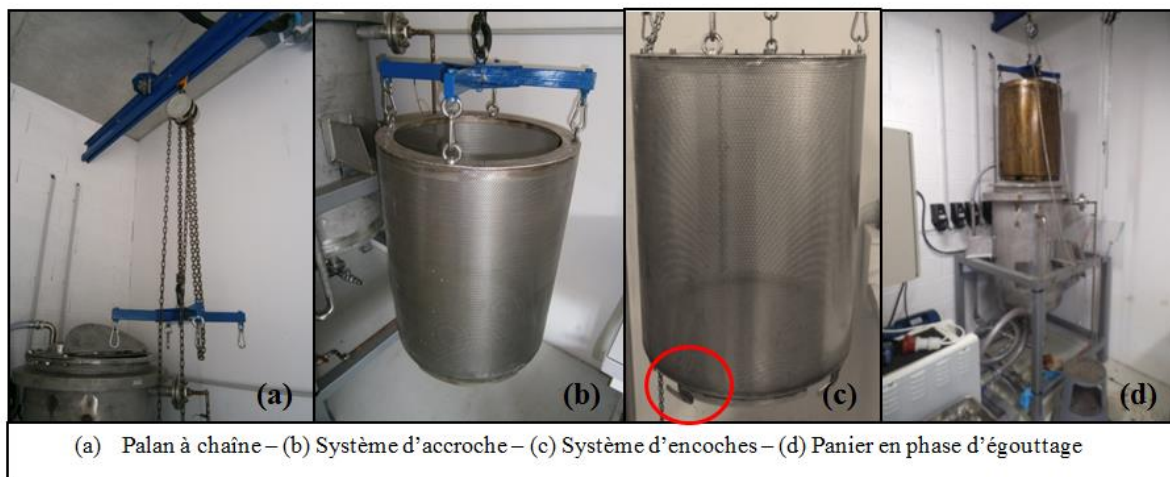 (a) (b) (c) (d)
(a) Palan à chaîne – (b) Système d'accroche – (c) Système d'encoches – (d) Panier en phase d'égouttage